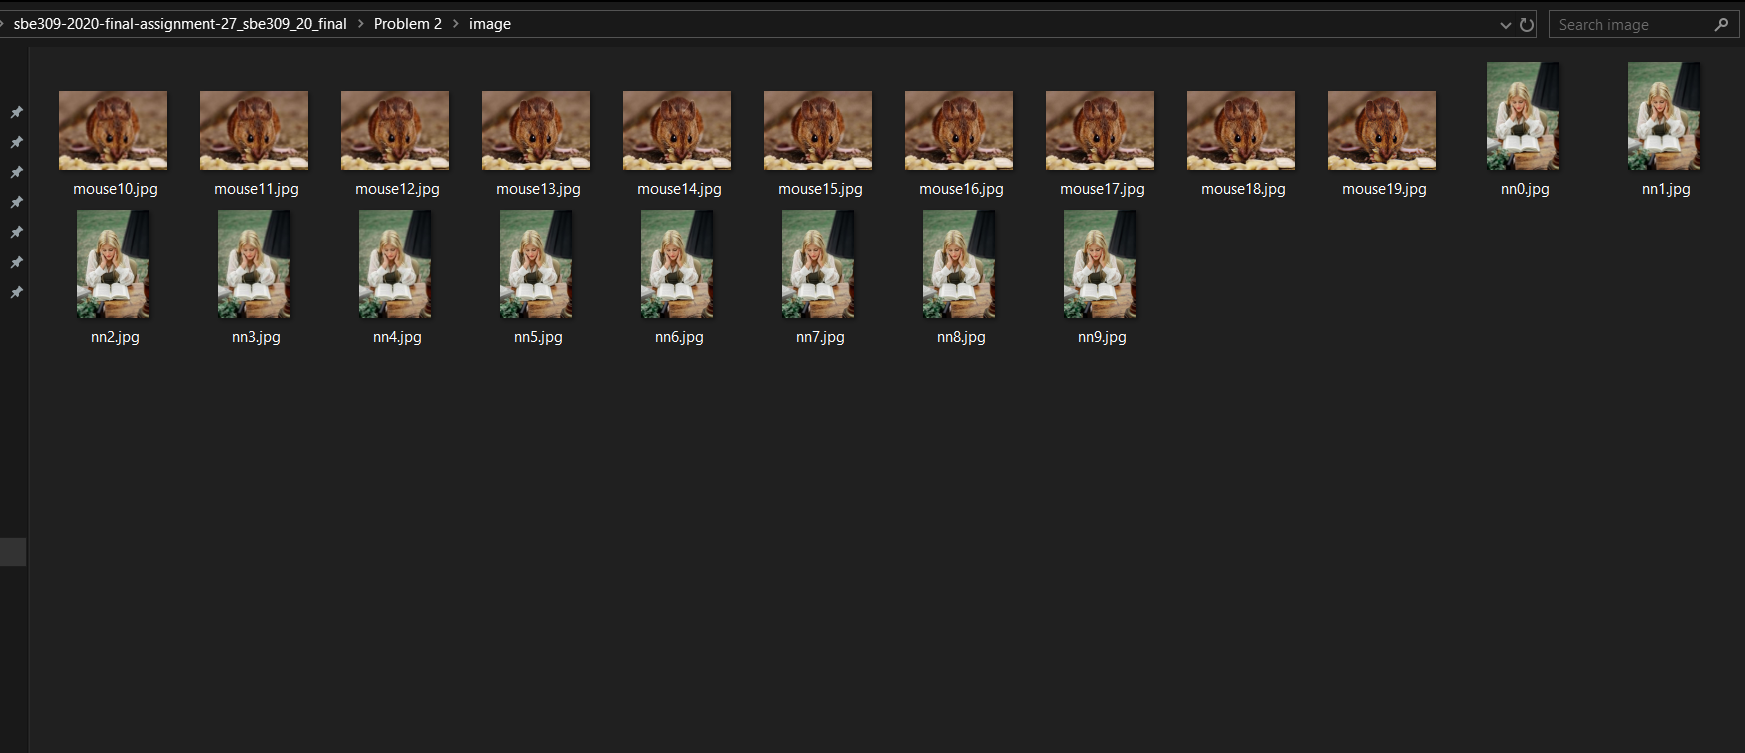 sbe309-2020-final-assignment-27_sbe309_20_final > Problem 2 > image
Search image
mouse10.jpg mouse11.jpg mouse12.jpg mouse13.jpg mouse14.jpg mouse15.jpg mouse16.jpg mouse17.jpg mouse18.jpg mouse19.jpg nn0.jpg nn1.jpg
nn2.jpg nn3.jpg nn4.jpg nn5.jpg nn6.jpg nn7.jpg nn8.jpg nn9.jpg